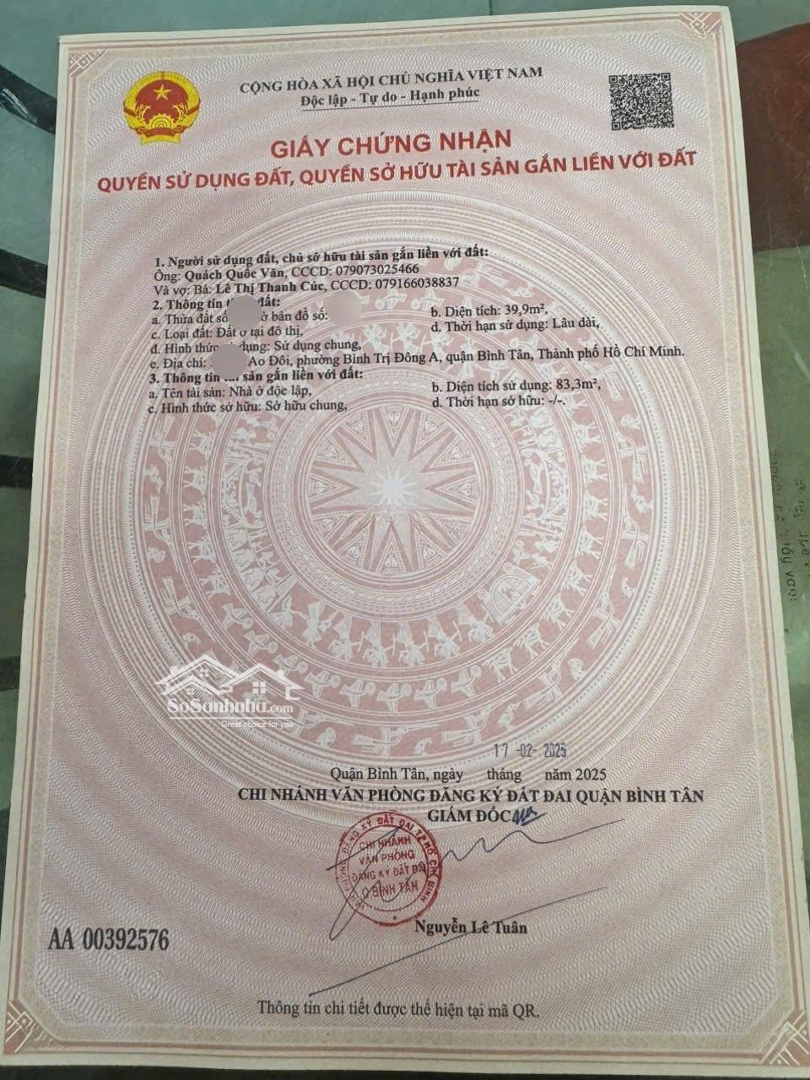 CỘNG HÒA XÃ HỘI CHỦ NGHĨA VIỆT NAM
Độc lập - Tự do - Hạnh phúc
GIẤY CHỨNG NHẬN
QUYỀN SỬ DỤNG ĐẤT, QUYỀN SỞ HỮU TÀI SẢN GẮN LIỀN VỚI ĐẤT
1. Người sử dụng đất, chủ sở hữu tài sản gắn liền với đất:
Ông: Quách Quốc Văn, CCCD: 079073025466
Và vợ: Bà: Lê Thị Thanh Cúc, CCCD: 079166038837
2. Thông tin đất:
a. Thửa đất số ở bản đồ số: b. Diện tích: 39,9m²,
c. Loại đất: Đất ở tại đô thị, d. Thời hạn sử dụng: Lâu dài,
đ. Hình thức dụng: Sử dụng chung,
e. Địa chỉ: Ao Đôi, phường Bình Trị Đông A, quận Bình Tân, Thành phố Hồ Chí Minh.
3. Thông tin sản gắn liền với đất:
a. Tên tài sản: Nhà ở độc lập, b. Diện tích sử dụng: 83,3m²,
c. Hình thức sở hữu: Sở hữu chung, d. Thời hạn sở hữu: -/-.
SoSanhnha.com
Great choice for you
17-02-2025
Quận Bình Tân, ngày tháng năm 2025
CHI NHÁNH VĂN PHÒNG ĐĂNG KÝ ĐẤT ĐAI QUẬN BÌNH TÂN
GIÁM ĐỐC
CHI NHÁNH
VĂN PHÒNG
ĐĂNG KÝ ĐẤT ĐAI
Q BÌNH TÂN
Nguyễn Lê Tuân
AA 00392576
Thông tin chi tiết được thể hiện tại mã QR.